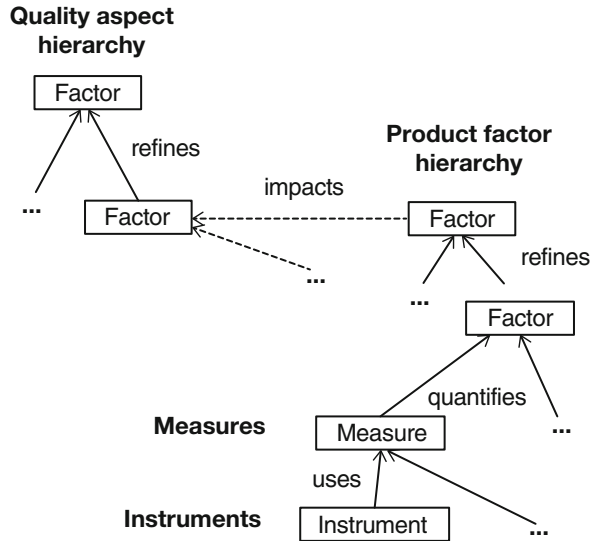 Quality aspect
hierarchy
Factor
refines
Product factor
hierarchy
...
Factor
impacts
Factor
...
...
refines
Factor
quantifies
...
Measures
Measure
uses
Instruments
Instrument
...